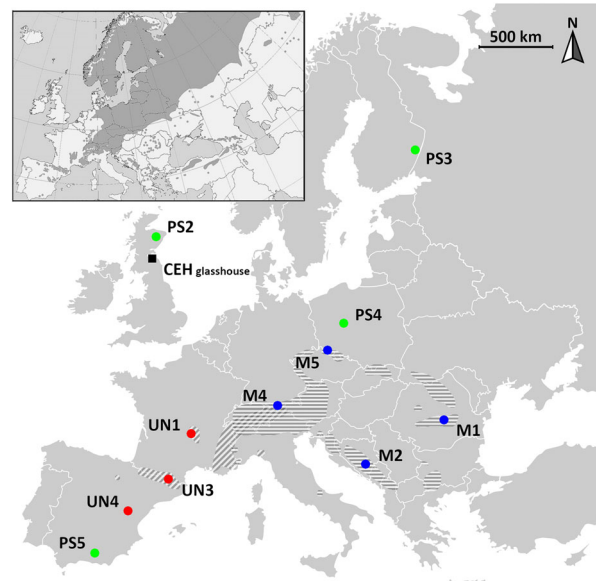 500 km
N
PS3
PS2
CEH glasshouse
PS4
M5
M4
UN1
M1
M2
UN3
UN4
PS5